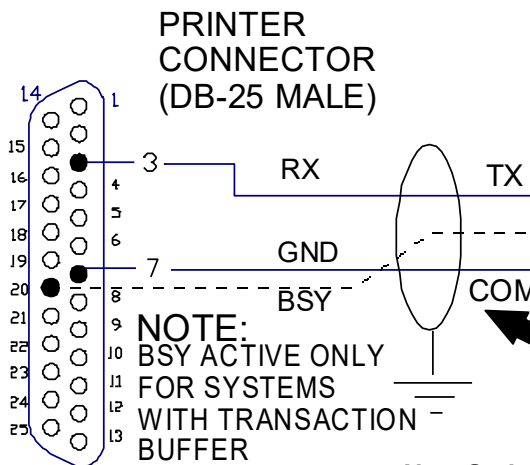 PRINTER
CONNECTOR
(DB-25 MALE)
14
1
15
3
RX
TX
16
4
17
5
18
6
19
7
GND
20
8
BSY
COM
21
9
NOTE:
22
10
BSY ACTIVE ONLY
23
11
FOR SYSTEMS
24
12
WITH TRANSACTION
25
13
BUFFER